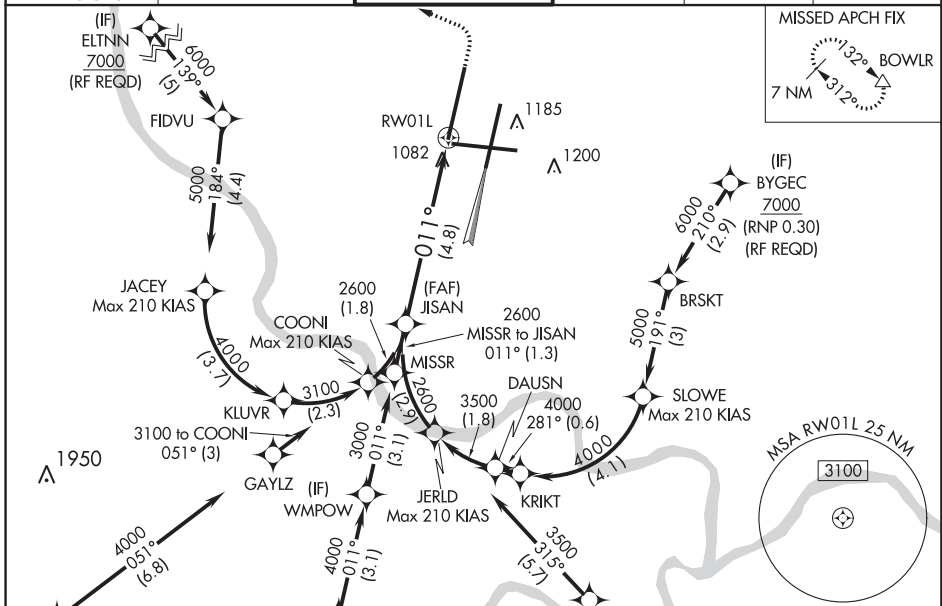 (IF)
ELTNN
7000
(RF REQD)
6000
139°
(5)
FIDVU
5000
184°
(4.4)
JACEY
Max 210 KIAS
4000
(3.7)
KLUVR
3100
(2.3)
COONI
Max 210 KIAS
3100 to COONI
051° (3)
GAYLZ
1950
4000
051°
(6.8)
(IF)
WMPOW
3000
011°
(3.1)
4000
011°
(3.1)
RW01L
1082
1185
1200
011°
(4.8)
2600
(1.8)
(FAF)
JISAN
2600
MISSR to JISAN
011° (1.3)
MISSR
2600
(2.9)
JERLD
Max 210 KIAS
3500
(1.8)
DAUSN
4000
281° (0.6)
KRIKT
4000
(4.1)
SLOWE
Max 210 KIAS
5000
191°
(3)
BRSKT
6000
210°
(2.9)
(IF)
BYGEC
7000
(RNP 0.30)
(RF REQD)
3500
315°
(5.7)
MISSED APCH FIX
132°
BOWLR
7 NM
312°
MSA RW01L 25 NM
3100